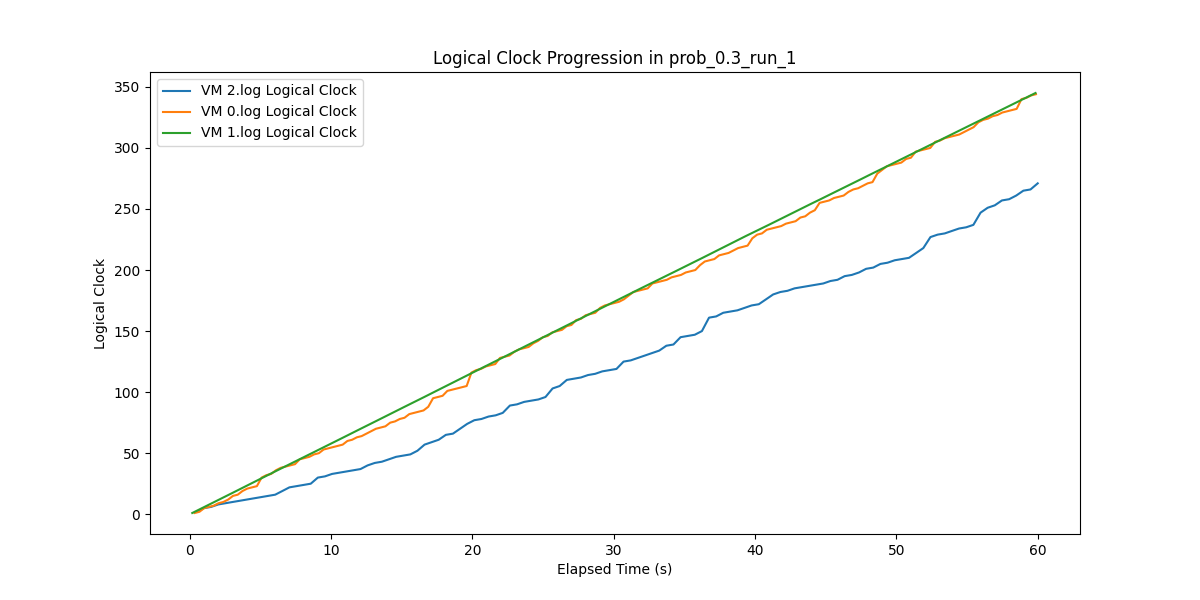 Logical Clock Progression in prob_0.3_run_1
VM 2.log Logical Clock
VM 0.log Logical Clock
VM 1.log Logical Clock
Logical Clock
350
300
250
200
150
100
50
0
0 10 20 30 40 50 60
Elapsed Time (s)